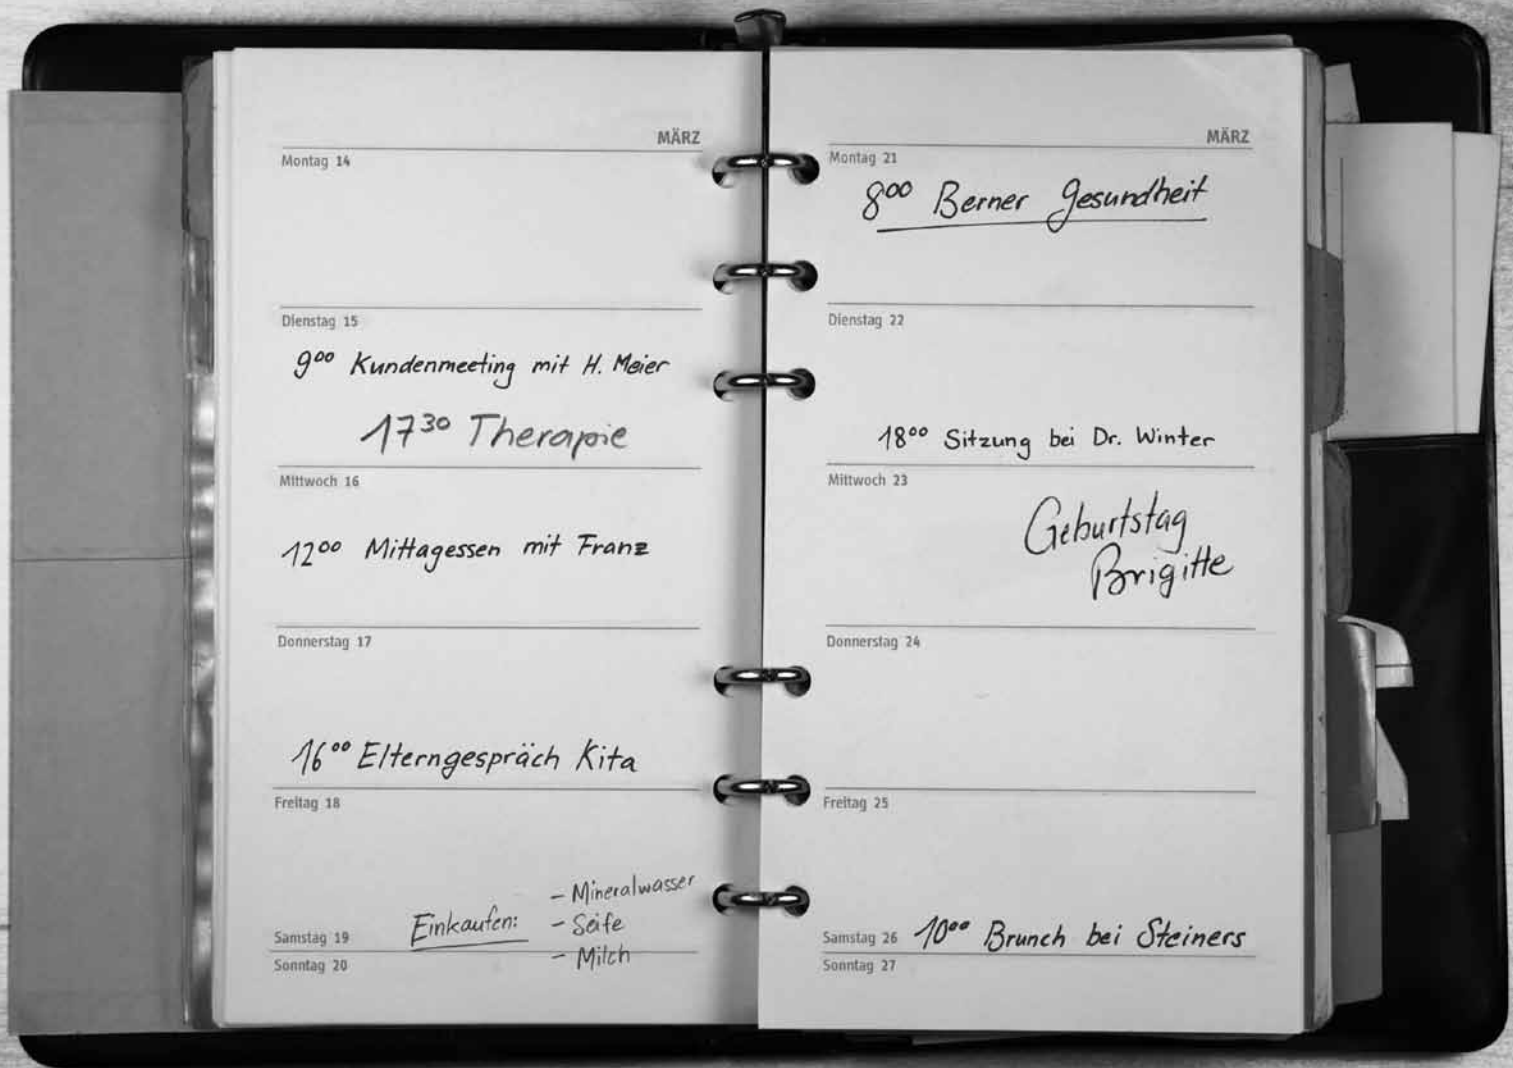 MÄRZ
Montag 14
Dienstag 15
9⁰⁰ Kundenmeeting mit H. Meier
17³⁰ Therapie
Mittwoch 16
12⁰⁰ Mittagessen mit Franz
Donnerstag 17
16⁰⁰ Elterngespräch Kita
Freitag 18
Einkaufen:
- Mineralwasser
- Seife
- Milch
Samstag 19
Sonntag 20
MÄRZ
Montag 21
8⁰⁰ Berner Gesundheit
Dienstag 22
18⁰⁰ Sitzung bei Dr. Winter
Mittwoch 23
Geburtstag
Brigitte
Donnerstag 24
Freitag 25
Samstag 26 10⁰⁰ Brunch bei Steiners
Sonntag 27